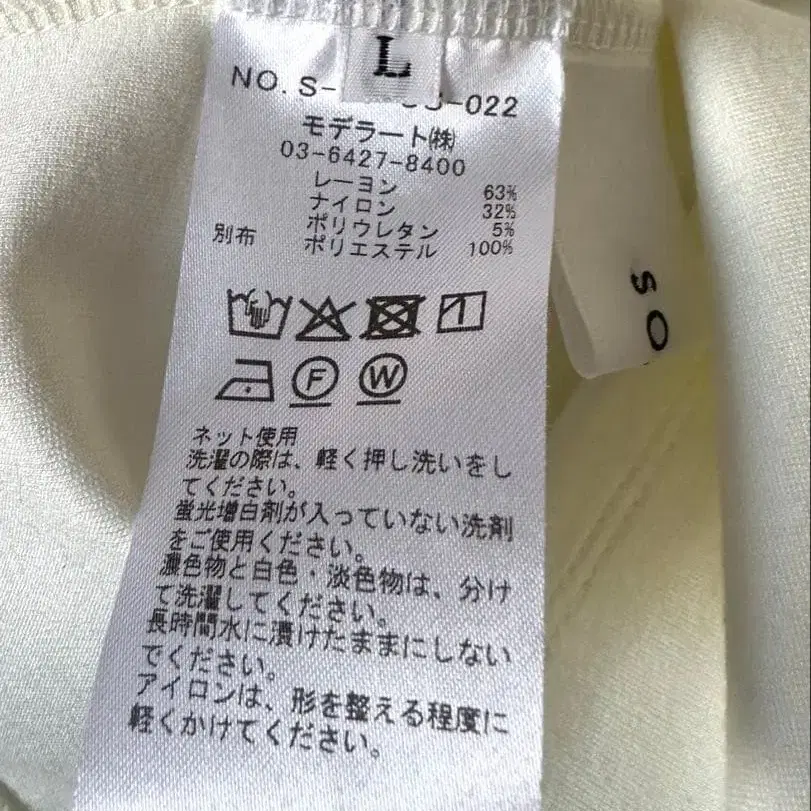 L
NO. S- -022
モデラート㈱
03-6427-8400
レーヨン 63%
ナイロン 32%
ポリウレタン 5%
別布 ポリエステル 100%
F W
ネット使用
洗濯の際は、軽く押し洗いをし
てください。
蛍光増白剤が入っていない洗剤
をご使用ください。
濃色物と白色・淡色物は、分け
て洗濯してください。
長時間水に漬けたままにしない
でください。
アイロンは、形を整える程度に
軽くかけてください。
SO